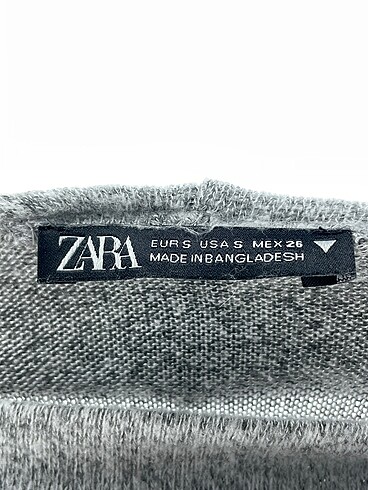 ZARA
EUR S USA S MEX 26
MADE IN BANGLADESH